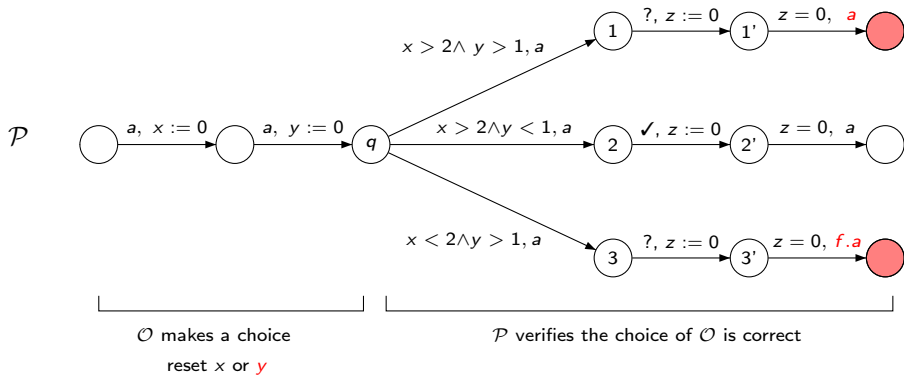 1
?, z := 0
1'
z = 0, a
x > 2∧ y > 1, a
𝒫
a, x := 0
a, y := 0
q
x > 2∧y < 1, a
2
✓, z := 0
2'
z = 0, a
x < 2∧y > 1, a
3
?, z := 0
3'
z = 0, f.a
𝒪 makes a choice
reset x or y
𝒫 verifies the choice of 𝒪 is correct